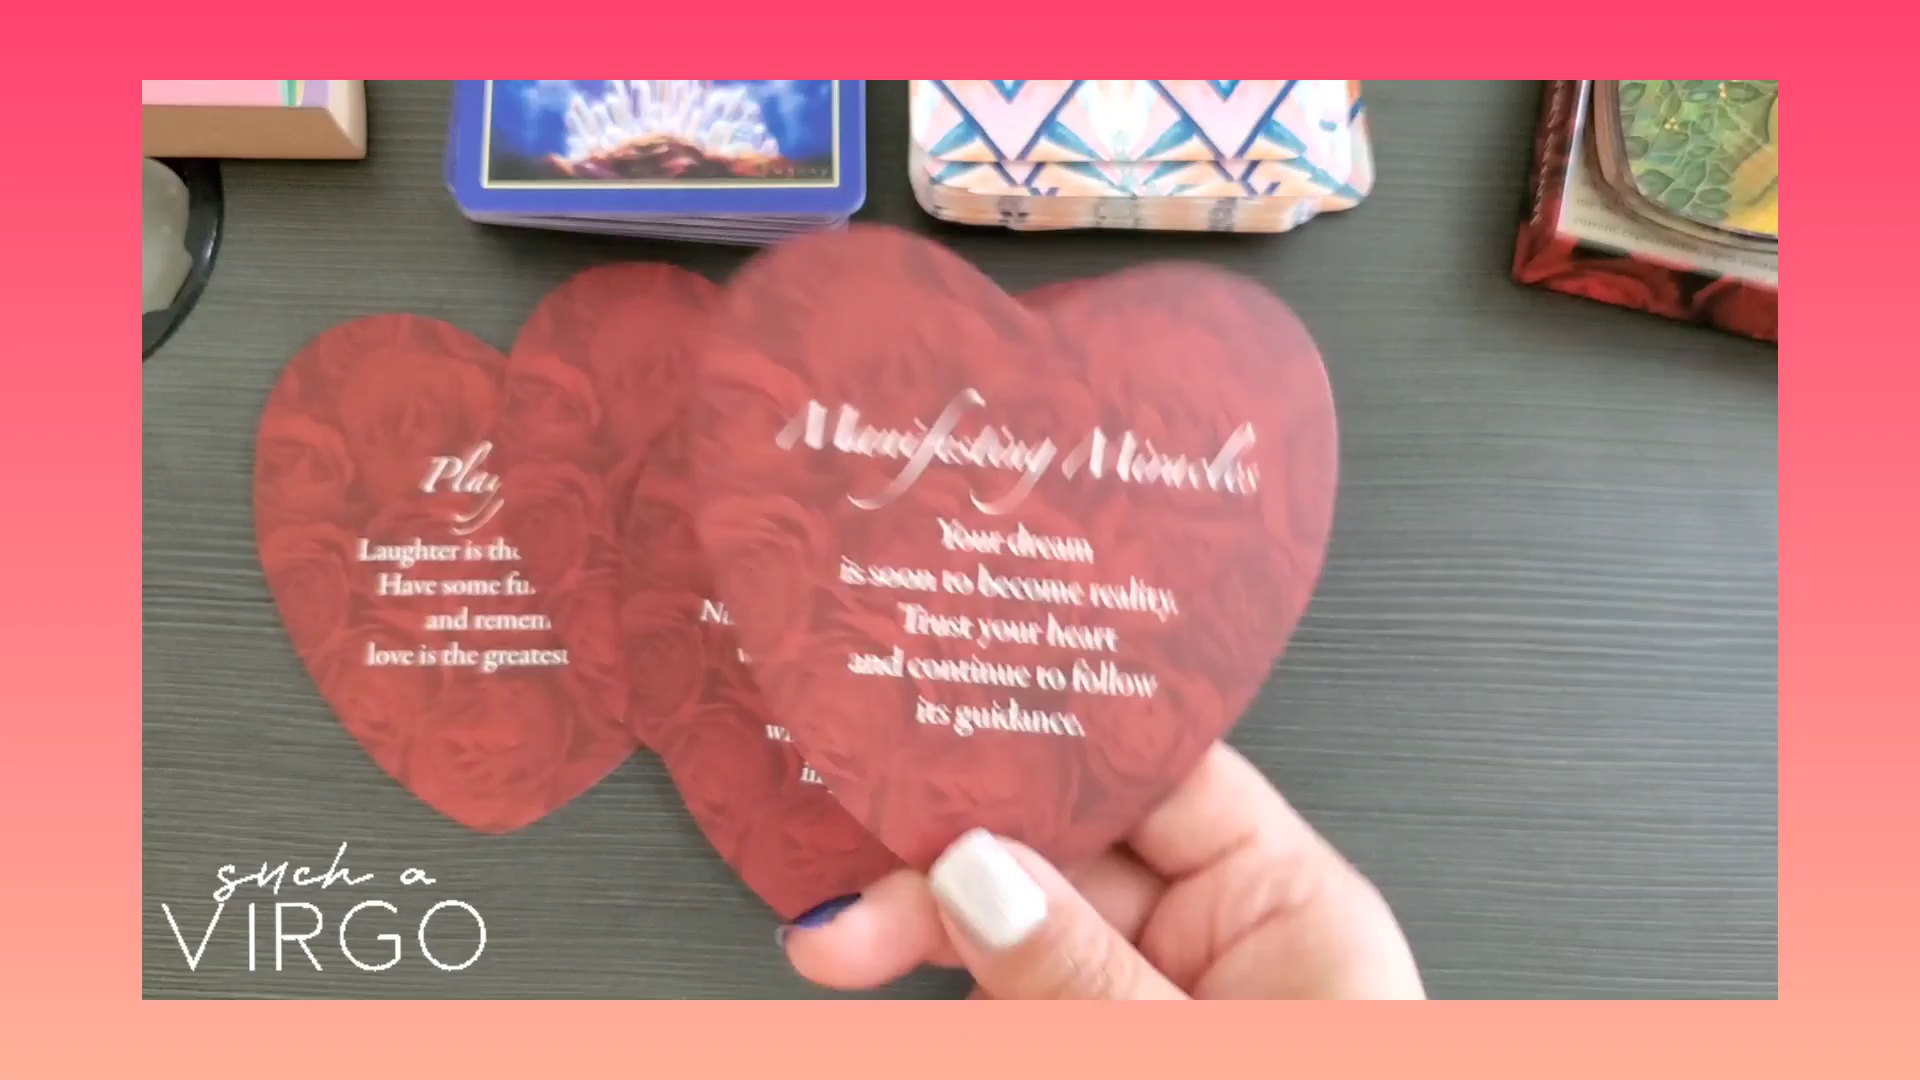 Play
Laughter is the
Have some fu
and remem
love is the greatest
Manifesting Miracles
Your dream
is soon to become reality.
Trust your heart
and continue to follow
its guidance.
such a
VIRGO